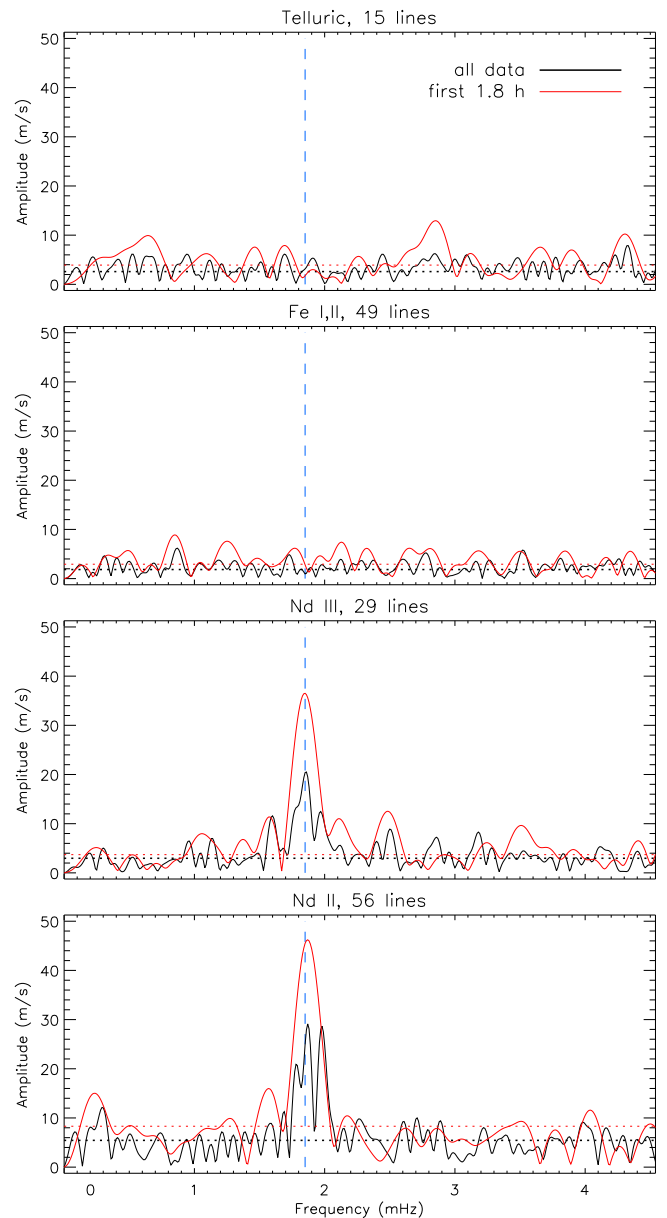 Telluric, 15 lines
50
40
30
20
10
0
Amplitude (m/s)
all data
first 1.8 h
Fe I,II, 49 lines
50
40
30
20
10
0
Amplitude (m/s)
Nd III, 29 lines
50
40
30
20
10
0
Amplitude (m/s)
Nd II, 56 lines
50
40
30
20
10
0
Amplitude (m/s)
0 1 2 3 4
Frequency (mHz)